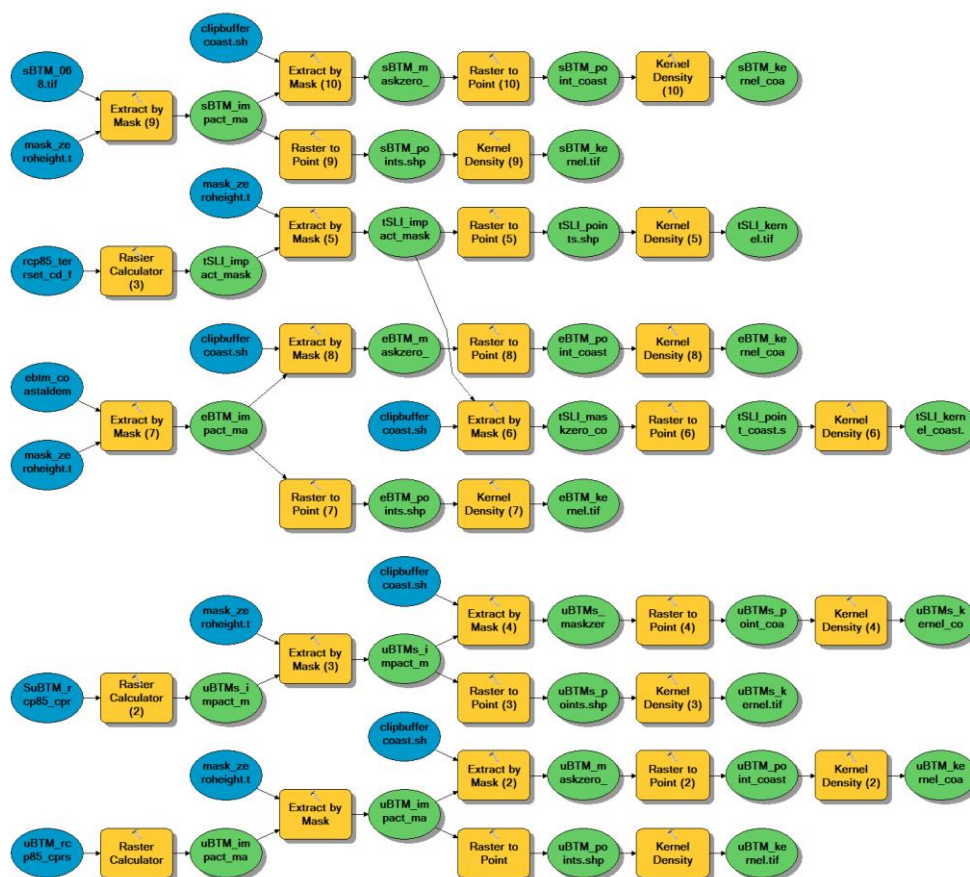 clipbuffer
coast.sh
sBTM_06
8.tif
Extract by
Mask (10)
sBTM_m
askzero_
Raster to
Point (10)
sBTM_po
int_coast
Kernel
Density
(10)
sBTM_ke
rnel_coa
Extract by
Mask (9)
sBTM_im
pact_ma
mask_ze
roheight.t
Raster to
Point (9)
sBTM_po
ints.shp
Kernel
Density (9)
sBTM_ke
rnel.tif
mask_ze
roheight.t
Extract by
Mask (5)
tSLI_imp
act_mask
Raster to
Point (5)
tSLI_poin
ts.shp
Kernel
Density (5)
tSLI_kern
el.tif
rcp85_ter
rset_cd_f
Raster
Calculator
(3)
tSLI_imp
act_mask
clipbuffer
coast.sh
Extract by
Mask (8)
eBTM_m
askzero_
Raster to
Point (8)
eBTM_po
int_coast
Kernel
Density (8)
eBTM_ke
rnel_coa
ebtm_co
astaldem
Extract by
Mask (7)
eBTM_im
pact_ma
clipbuffer
coast.sh
Extract by
Mask (6)
tSLI_mas
kzero_co
Raster to
Point (6)
tSLI_poin
t_coast.s
Kernel
Density (6)
tSLI_kern
el_coast.
mask_ze
roheight.t
Raster to
Point (7)
eBTM_po
ints.shp
Kernel
Density (7)
eBTM_ke
rnel.tif
clipbuffer
coast.sh
mask_ze
roheight.t
Extract by
Mask (4)
uBTMs_
maskzer
Raster to
Point (4)
uBTMs_p
oint_coa
Kernel
Density (4)
uBTMs_k
ernel_co
Extract by
Mask (3)
uBTMs_i
mpact_m
SuBTM_r
cp85_cpr
Raster
Calculator
(2)
uBTMs_i
mpact_m
Raster to
Point (3)
uBTMs_p
oints.shp
Kernel
Density (3)
uBTMs_k
ernel.tif
clipbuffer
coast.sh
mask_ze
roheight.t
Extract by
Mask (2)
uBTM_m
askzero_
Raster to
Point (2)
uBTM_po
int_coast
Kernel
Density (2)
uBTM_ke
rnel_coa
Extract by
Mask
uBTM_im
pact_ma
uBTM_rc
p85_cprs
Raster
Calculator
uBTM_im
pact_ma
Raster to
Point
uBTM_po
ints.shp
Kernel
Density
uBTM_ke
rnel.tif